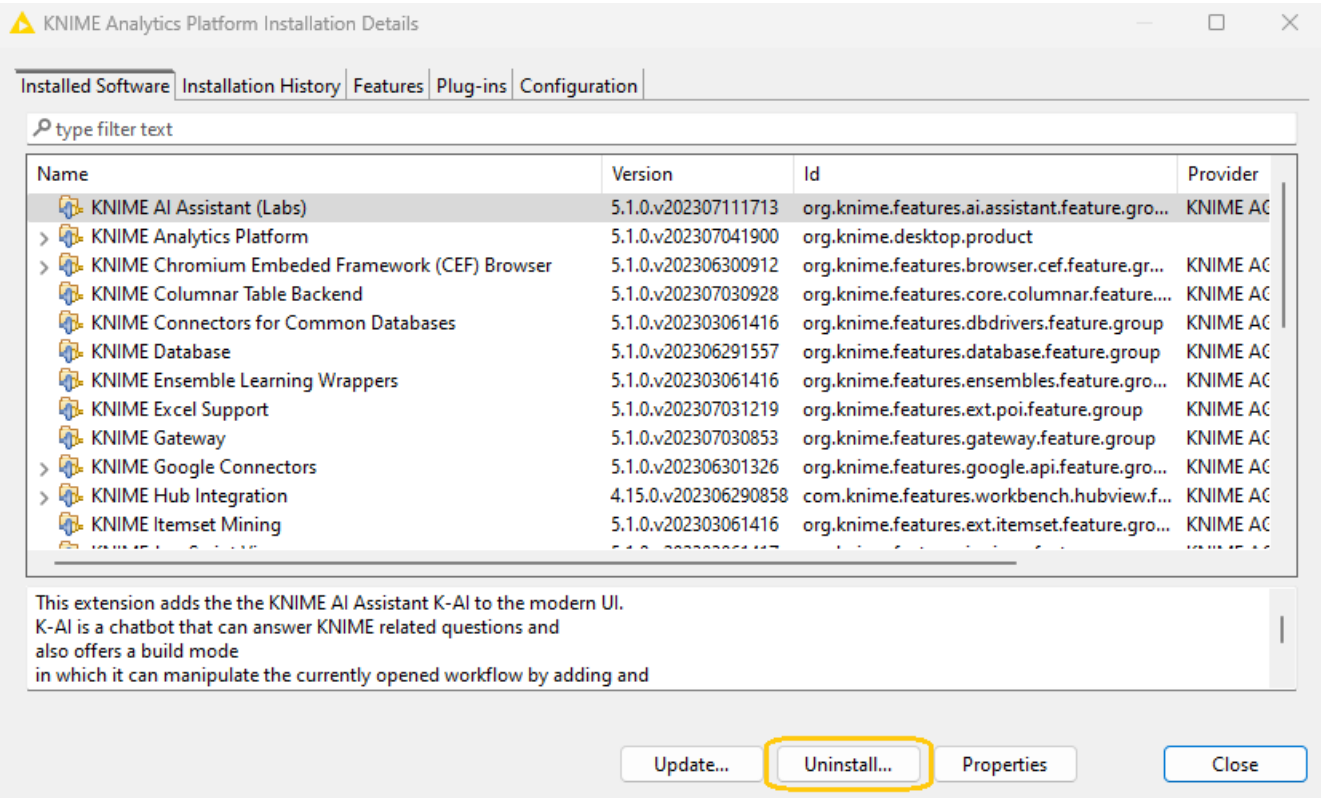 KNIME Analytics Platform Installation Details
Installed Software Installation History Features Plug-ins Configuration
type filter text
Name Version Id Provider
KNIME AI Assistant (Labs) 5.1.0.v202307111713 org.knime.features.ai.assistant.feature.gro... KNIME AG
KNIME Analytics Platform 5.1.0.v202307041900 org.knime.desktop.product
KNIME Chromium Embeded Framework (CEF) Browser 5.1.0.v202306300912 org.knime.features.browser.cef.feature.gr... KNIME AG
KNIME Columnar Table Backend 5.1.0.v202307030928 org.knime.features.core.columnar.feature.... KNIME AG
KNIME Connectors for Common Databases 5.1.0.v202303061416 org.knime.features.dbdrivers.feature.group KNIME AG
KNIME Database 5.1.0.v202306291557 org.knime.features.database.feature.group KNIME AG
KNIME Ensemble Learning Wrappers 5.1.0.v202303061416 org.knime.features.ensembles.feature.gro... KNIME AG
KNIME Excel Support 5.1.0.v202307031219 org.knime.features.ext.poi.feature.group KNIME AG
KNIME Gateway 5.1.0.v202307030853 org.knime.features.gateway.feature.group KNIME AG
KNIME Google Connectors 5.1.0.v202306301326 org.knime.features.google.api.feature.gro... KNIME AG
KNIME Hub Integration 4.15.0.v202306290858 com.knime.features.workbench.hubview.f... KNIME AG
KNIME Itemset Mining 5.1.0.v202303061416 org.knime.features.ext.itemset.feature.gro... KNIME AG
This extension adds the the KNIME AI Assistant K-AI to the modern UI.
K-AI is a chatbot that can answer KNIME related questions and
also offers a build mode
in which it can manipulate the currently opened workflow by adding and
Update... Uninstall... Properties Close